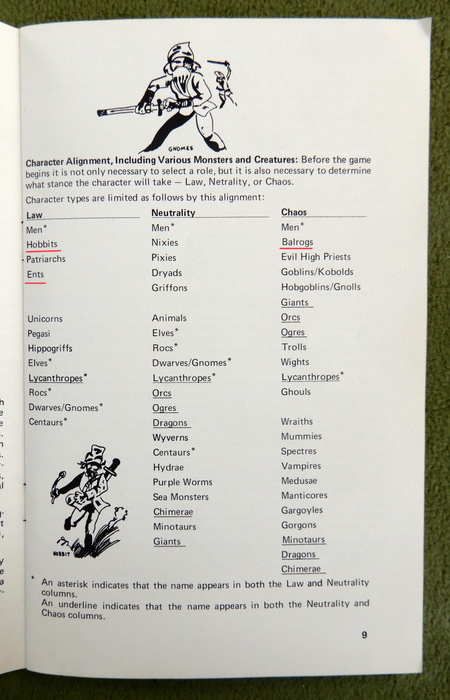 GNOMES
Character Alignment, Including Various Monsters and Creatures: Before the game
begins it is not only necessary to select a role, but it is also necessary to determine
what stance the character will take — Law, Netrality, or Chaos.
Character types are limited as follows by this alignment:
Law Neutrality Chaos
Men* Men* Men*
Hobbits Nixies Balrogs
Patriarchs Pixies Evil High Priests
Ents Dryads Goblins/Kobolds
Griffons Hobgoblins/Gnolls
Giants
Unicorns Animals Orcs
Pegasi Elves* Ogres
Hippogriffs Rocs* Trolls
Elves* Dwarves/Gnomes* Wights
Lycanthropes* Lycanthropes* Lycanthropes*
Rocs* Orcs Ghouls
Dwarves/Gnomes* Ogres
Centaurs* Dragons Wraiths
Wyverns Mummies
Centaurs* Spectres
Hydrae Vampires
Purple Worms Medusae
Sea Monsters Manticores
Chimerae Gargoyles
Minotaurs Gorgons
Giants Minotaurs
Dragons
Chimerae
HOBBIT
* An asterisk indicates that the name appears in both the Law and Neutrality
columns.
An underline indicates that the name appears in both the Neutrality and
Chaos columns.
9